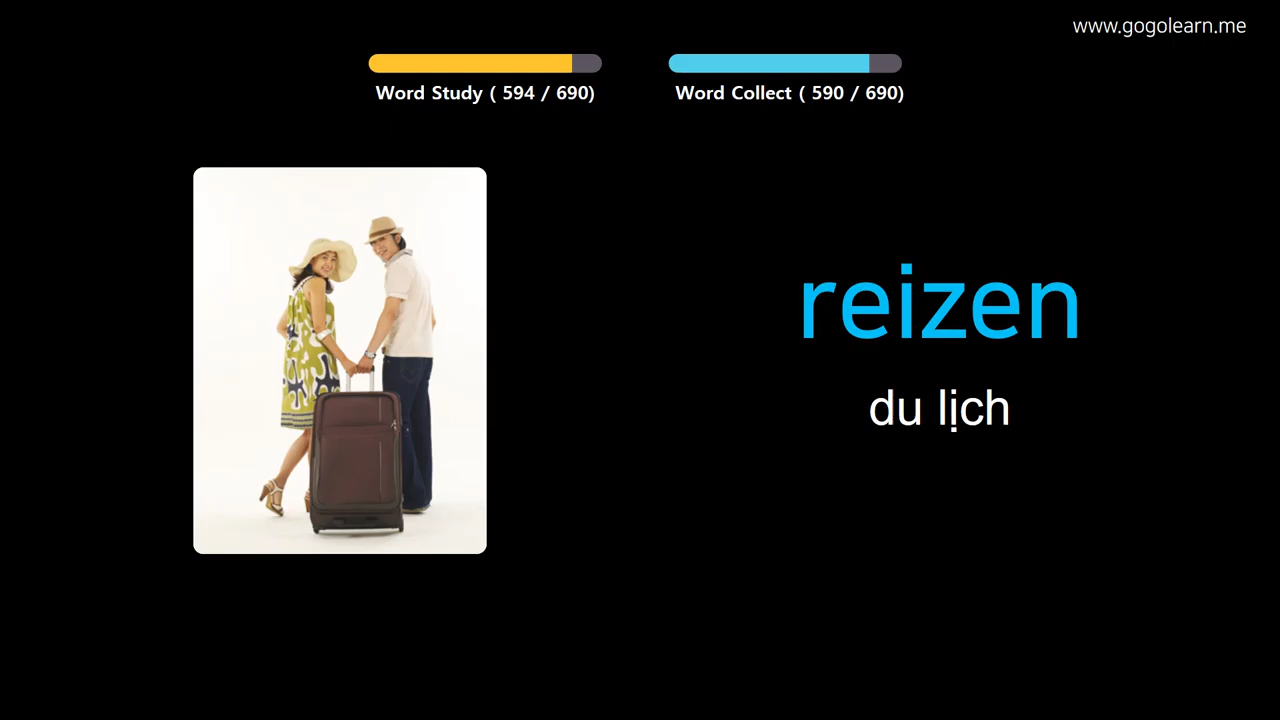 www.gogolearn.me
Word Study ( 594 / 690)
Word Collect ( 590 / 690)
reizen
du lịch